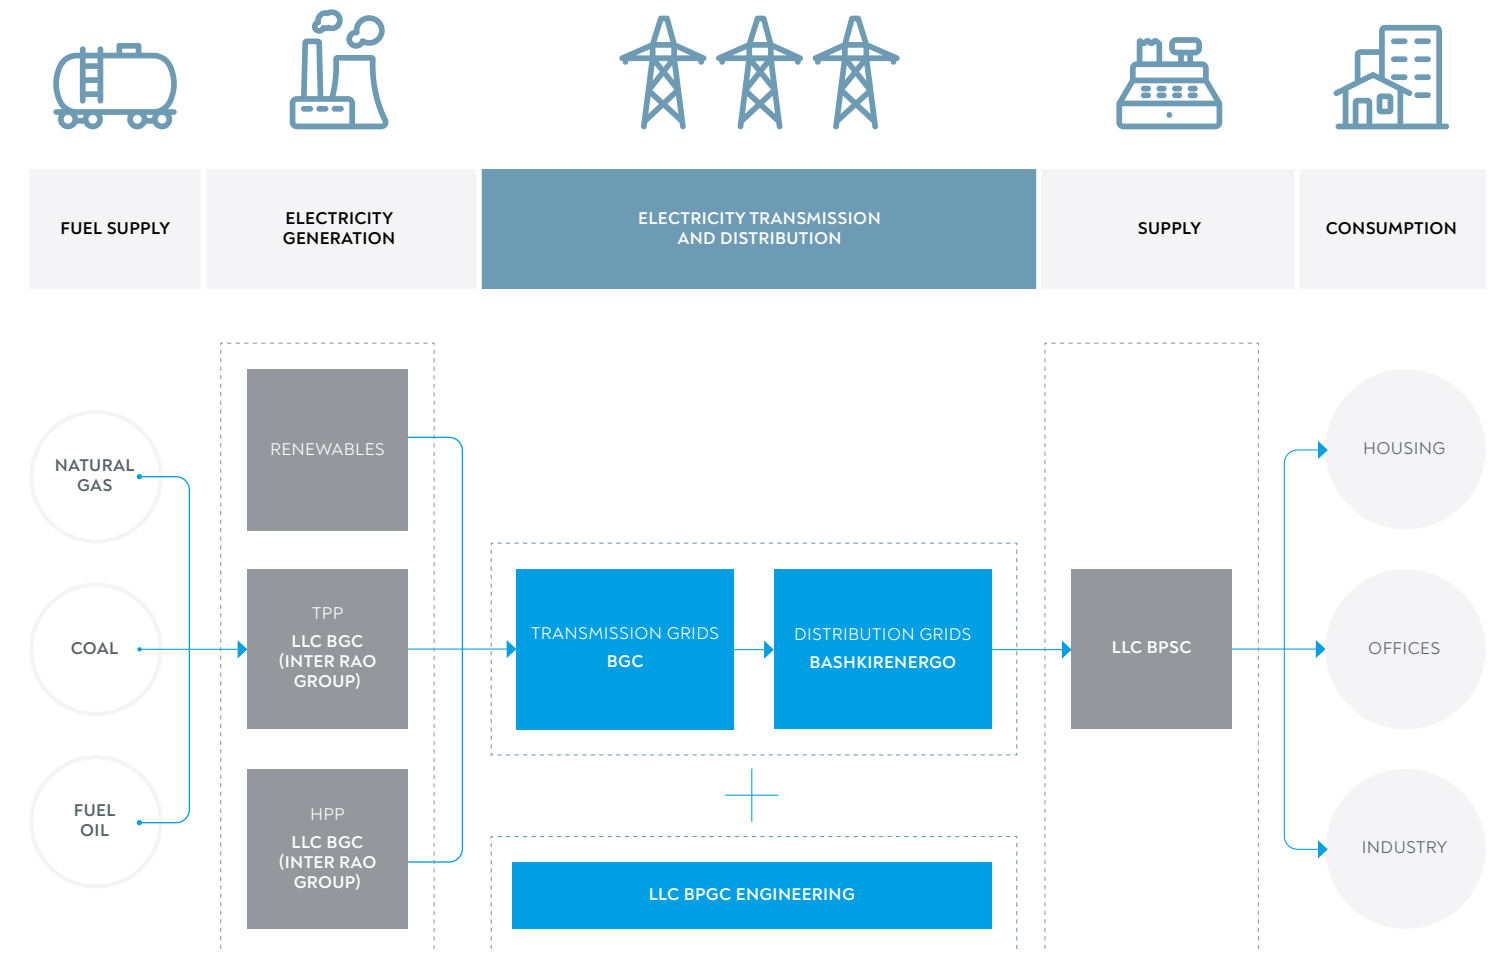 FUEL SUPPLY
ELECTRICITY
GENERATION
ELECTRICITY TRANSMISSION
AND DISTRIBUTION
SUPPLY
CONSUMPTION
NATURAL
GAS
COAL
FUEL
OIL
RENEWABLES
TPP
LLC BGC
(INTER RAO
GROUP)
HPP
LLC BGC
(INTER RAO
GROUP)
TRANSMISSION GRIDS
BGC
DISTRIBUTION GRIDS
BASHKIRENERGO
LLC BPGC ENGINEERING
LLC BPSC
HOUSING
OFFICES
INDUSTRY